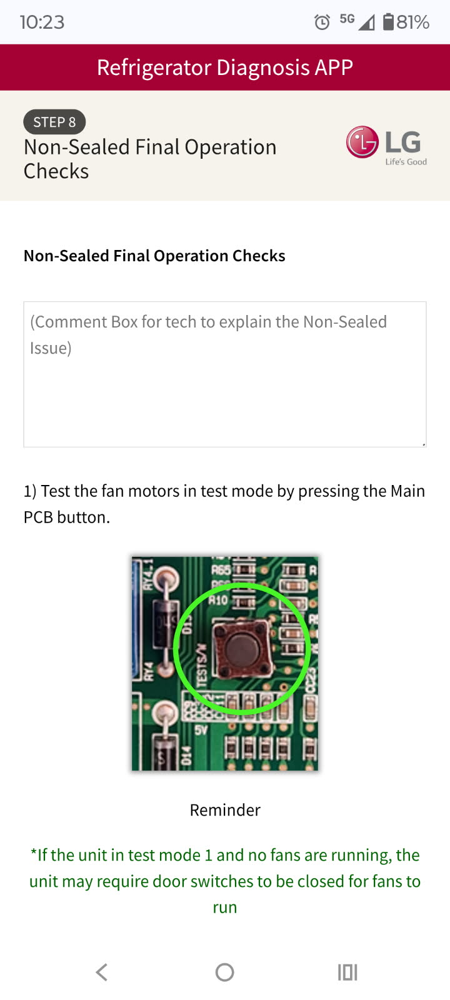 10:23
5G
81%
Refrigerator Diagnosis APP
STEP 8
Non-Sealed Final Operation
Checks
LG
Life's Good
Non-Sealed Final Operation Checks
(Comment Box for tech to explain the Non-Sealed
Issue)
1) Test the fan motors in test mode by pressing the Main
PCB button.
RY4.1
R65
R10
TESTS/W
RY4
5V
D14
Reminder
*If the unit in test mode 1 and no fans are running, the
unit may require door switches to be closed for fans to
run